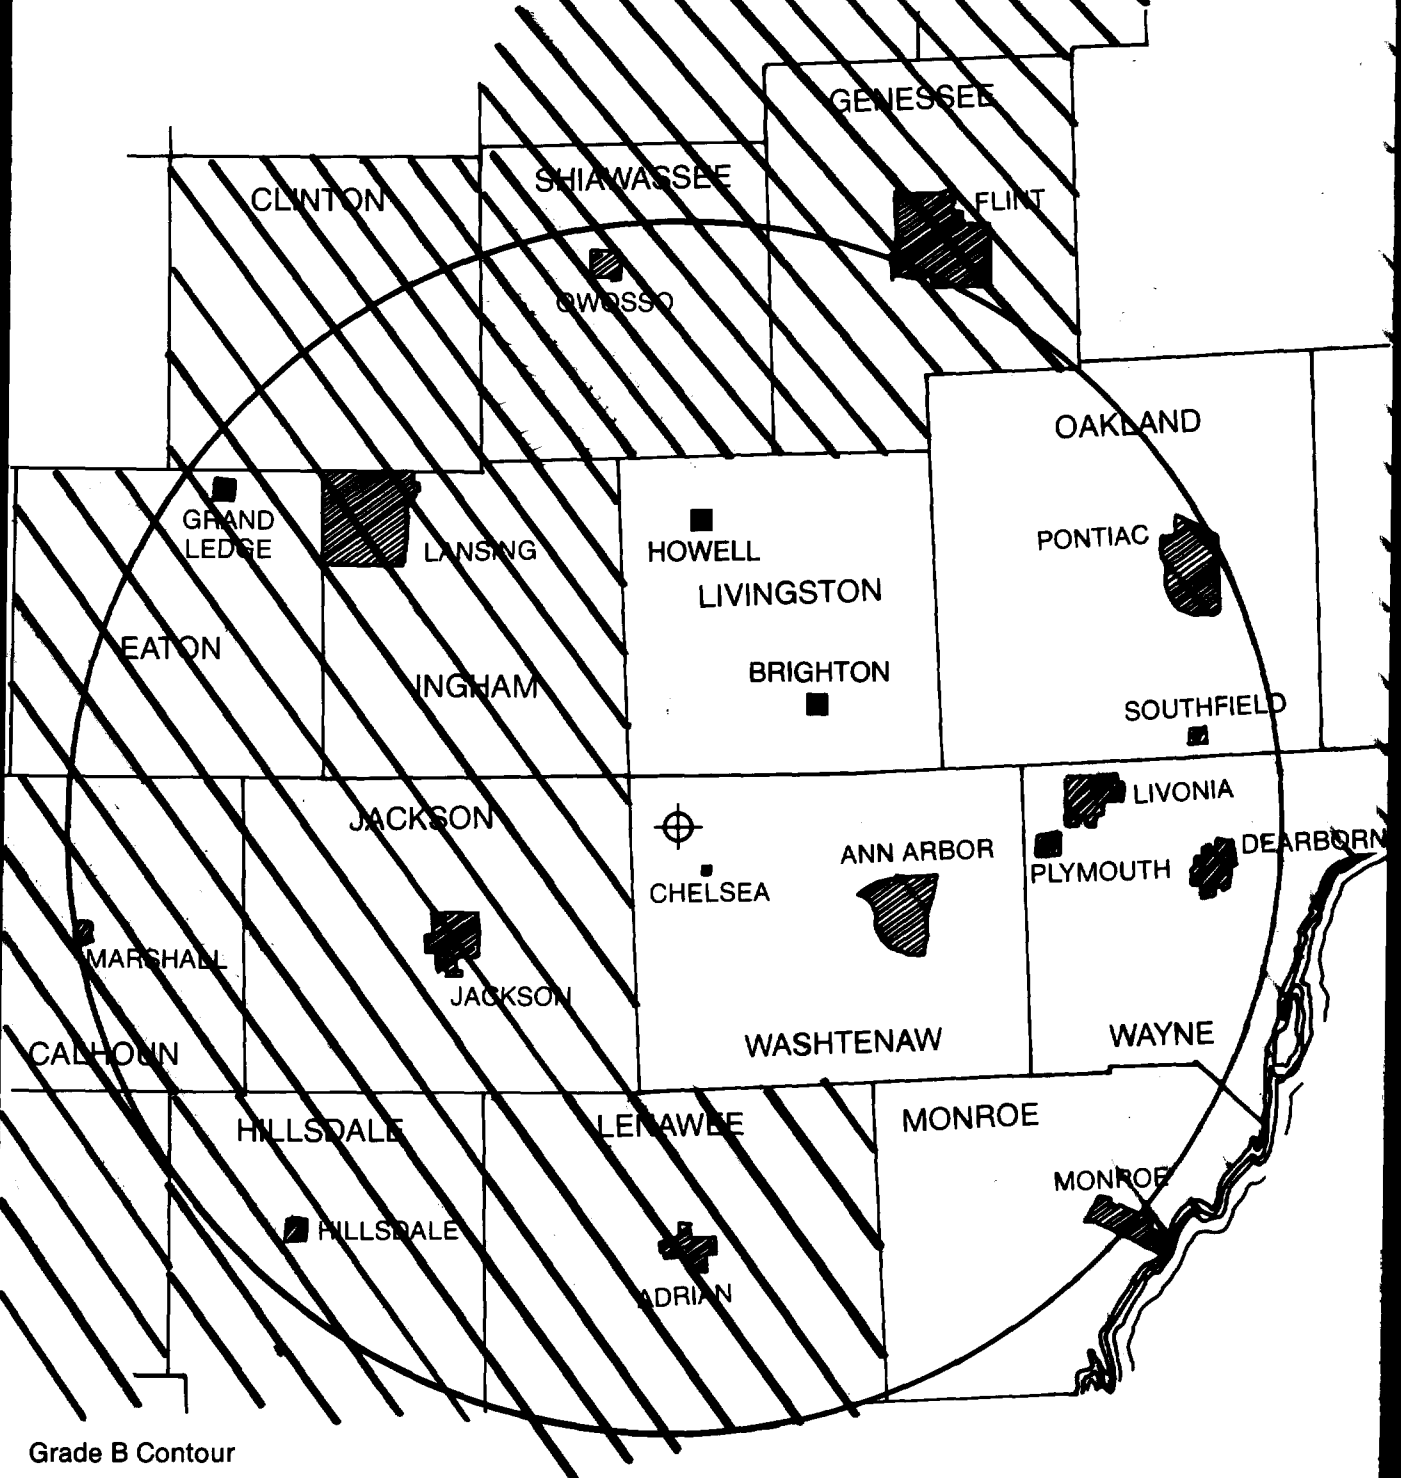 GENESSEE
SHIAWASSEE
CLINTON
FLINT
OWOSSO
OAKLAND
GRAND
LEDGE
LANSING
HOWELL
PONTIAC
LIVINGSTON
EATON
INGHAM
BRIGHTON
SOUTHFIELD
JACKSON
LIVONIA
ANN ARBOR
DEARBORN
PLYMOUTH
CHELSEA
MARSHALL
JACKSON
CALHOUN
WASHTENAW
WAYNE
HILLSDALE
LENAWEE
MONROE
MONROE
HILLSDALE
ADRIAN
Grade B Contour